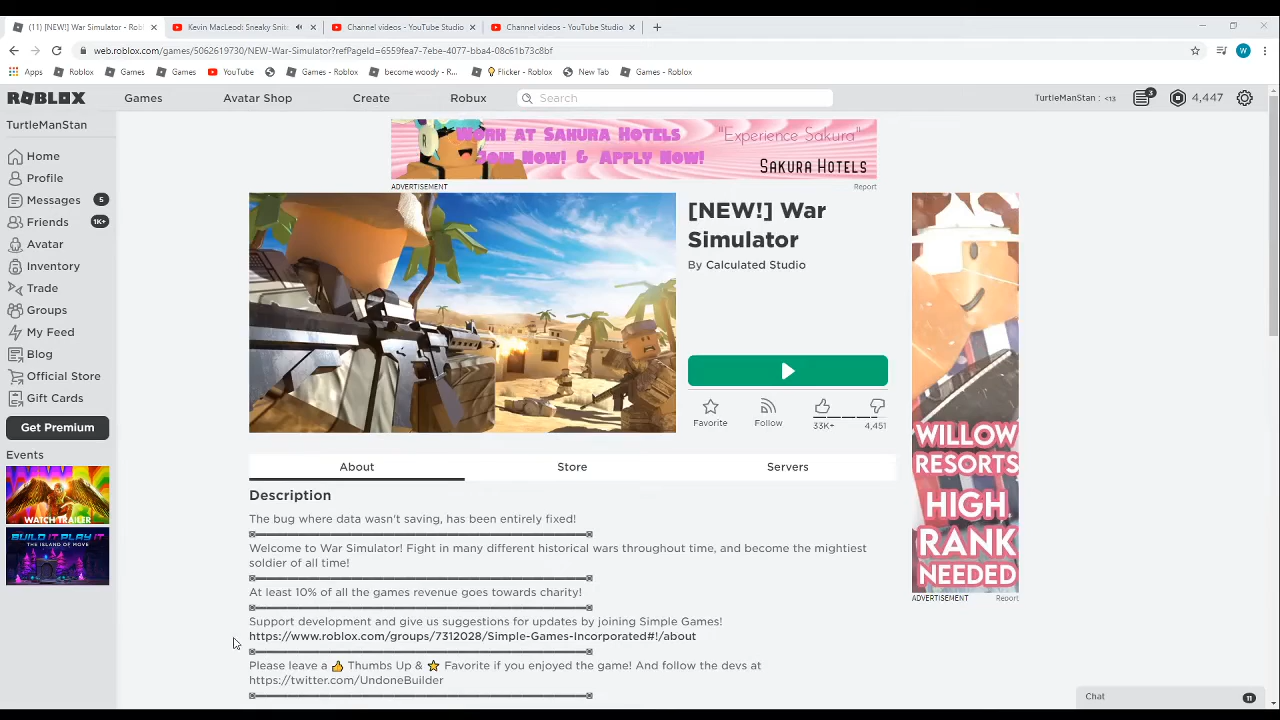 (11) [NEW!] War Simulator - Rob
Kevin MacLeod: Sneaky Snit
Channel videos - YouTube Studio
Channel videos - YouTube Studio
web.roblox.com/games/5062619730/NEW-War-Simulator?refPageId=6559fea7-7ebe-4077-bba4-08c61b73c8bf
W
Apps Roblox Games Games YouTube Games - Roblox become woody - R... Flicker - Roblox New Tab Games - Roblox
ROBLOX Games Avatar Shop Create Robux Search TurtleManStan : <13 3 4,447
TurtleManStan
Home
Profile
Messages 5
Friends 1K+
Avatar
Inventory
Trade
Groups
My Feed
Blog
Official Store
Gift Cards
Get Premium
Events
WATCH TRAILER
BUILD IT PLAY IT
THE ISLAND OF MOVE
WORK AT SAKURA HOTELS "Experience Sakura"
JOIN NOW! & APPLY NOW! SAKURA HOTELS
ADVERTISEMENT Report
[NEW!] War
Simulator
By Calculated Studio
Favorite Follow 33K+ 4,451
About Store Servers
Description
The bug where data wasn't saving, has been entirely fixed!
Welcome to War Simulator! Fight in many different historical wars throughout time, and become the mightiest
soldier of all time!
At least 10% of all the games revenue goes towards charity!
Support development and give us suggestions for updates by joining Simple Games!
https://www.roblox.com/groups/7312028/Simple-Games-Incorporated#!/about
Please leave a 👍 Thumbs Up & ⭐ Favorite if you enjoyed the game! And follow the devs at
https://twitter.com/UndoneBuilder
WILLOW
RESORTS
HIGH
RANK
NEEDED
ADVERTISEMENT Report
Chat 11